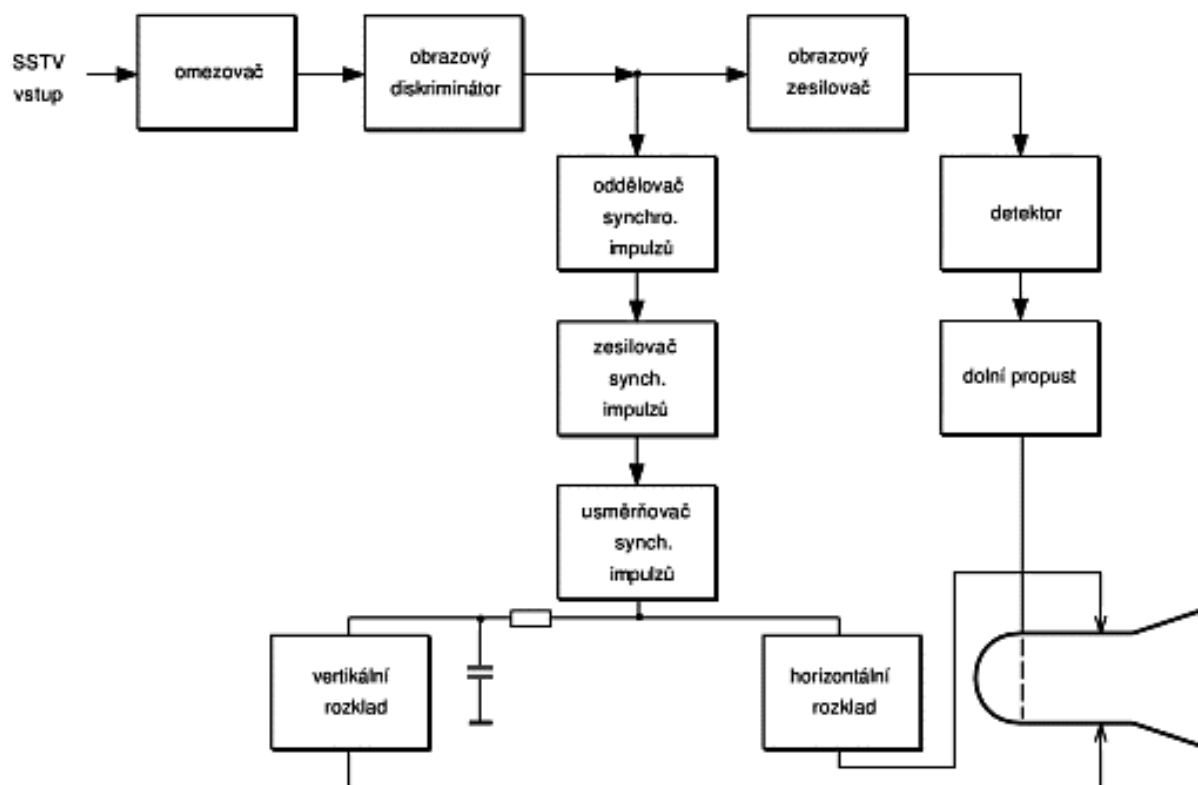 SSTV
vstup
omezovač
obrazový
diskriminátor
obrazový
zesilovač
oddělovač
synchro.
impulzů
detektor
zesilovač
synch.
impulzů
dolní propust
usměrňovač
synch.
impulzů
vertikální
rozklad
horizontální
rozklad